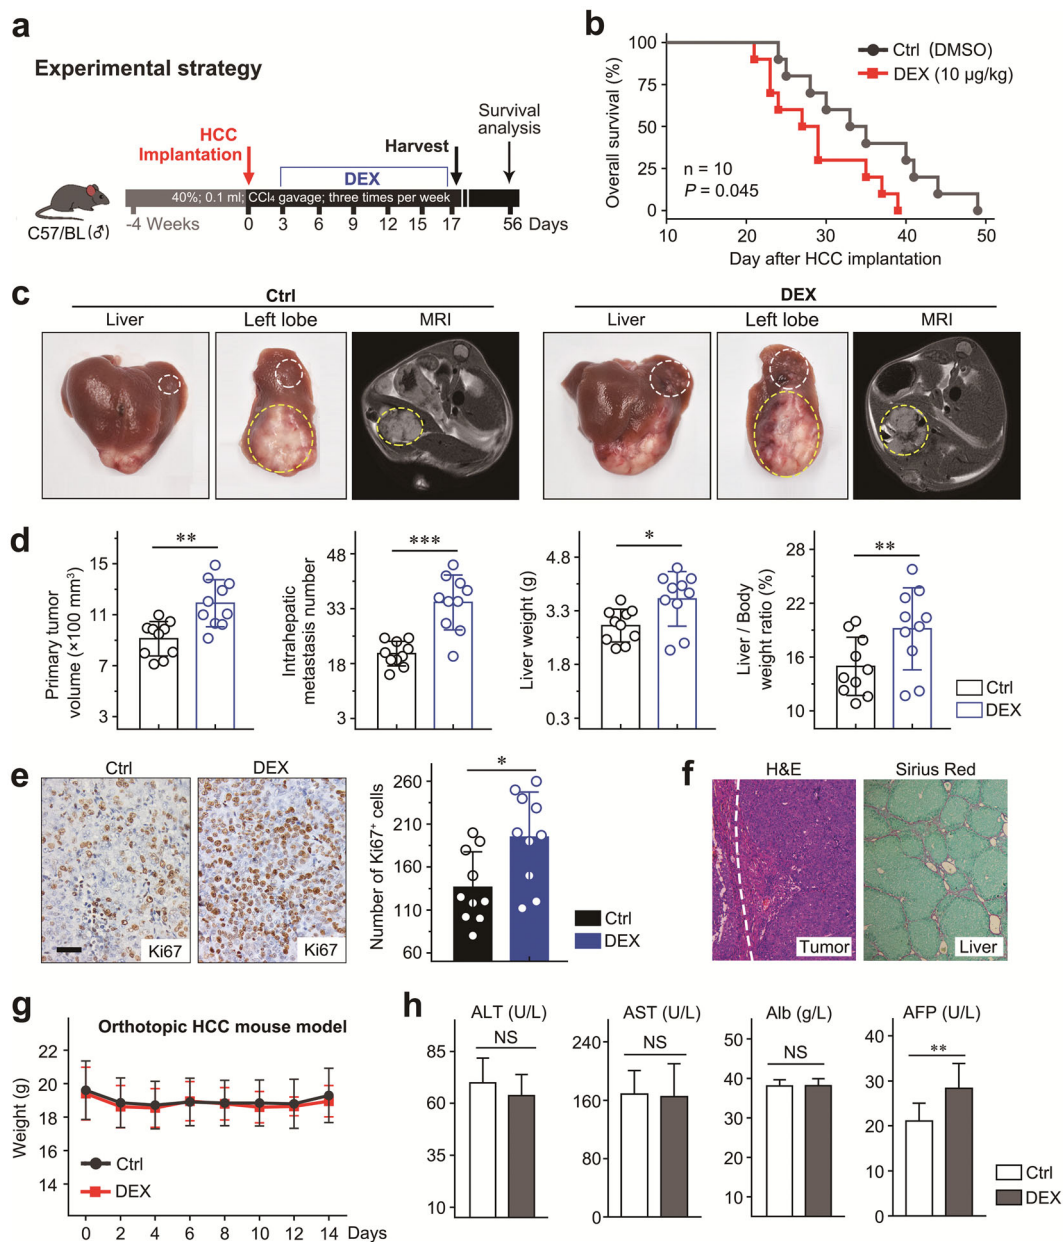 a
Experimental strategy
HCC
Implantation
Harvest
Survival
analysis
DEX
40%; 0.1 ml; CCl4 gavage; three times per week
C57/BL(♂)
-4 Weeks 0 3 6 9 12 15 17 56 Days
b
Overall survival (%)
100
75
50
25
0
Ctrl (DMSO)
DEX (10 μg/kg)
n = 10
P = 0.045
10 20 30 40 50
Day after HCC implantation
c
Ctrl
DEX
Liver Left lobe MRI
Liver Left lobe MRI
d
Primary tumor
volume (×100 mm³)
15
11
7
3
**
Intrahepatic
metastasis number
48
33
18
3
***
Liver weight (g)
4.8
3.3
1.8
0.3
*
Liver / Body
weight ratio (%)
28
22
16
10
**
Ctrl
DEX
e
Ctrl DEX
Ki67 Ki67
Number of Ki67⁺ cells
260
210
160
110
60
*
Ctrl
DEX
f
H&E Sirius Red
Tumor Liver
g
Orthotopic HCC mouse model
Weight (g)
22
20
18
16
14
Ctrl
DEX
0 2 4 6 8 10 12 14 Days
h
ALT (U/L)
NS
85
60
35
10
AST (U/L)
NS
240
160
80
0
Alb (g/L)
NS
50
40
30
20
10
AFP (U/L)
**
40
30
20
10
0
Ctrl
DEX